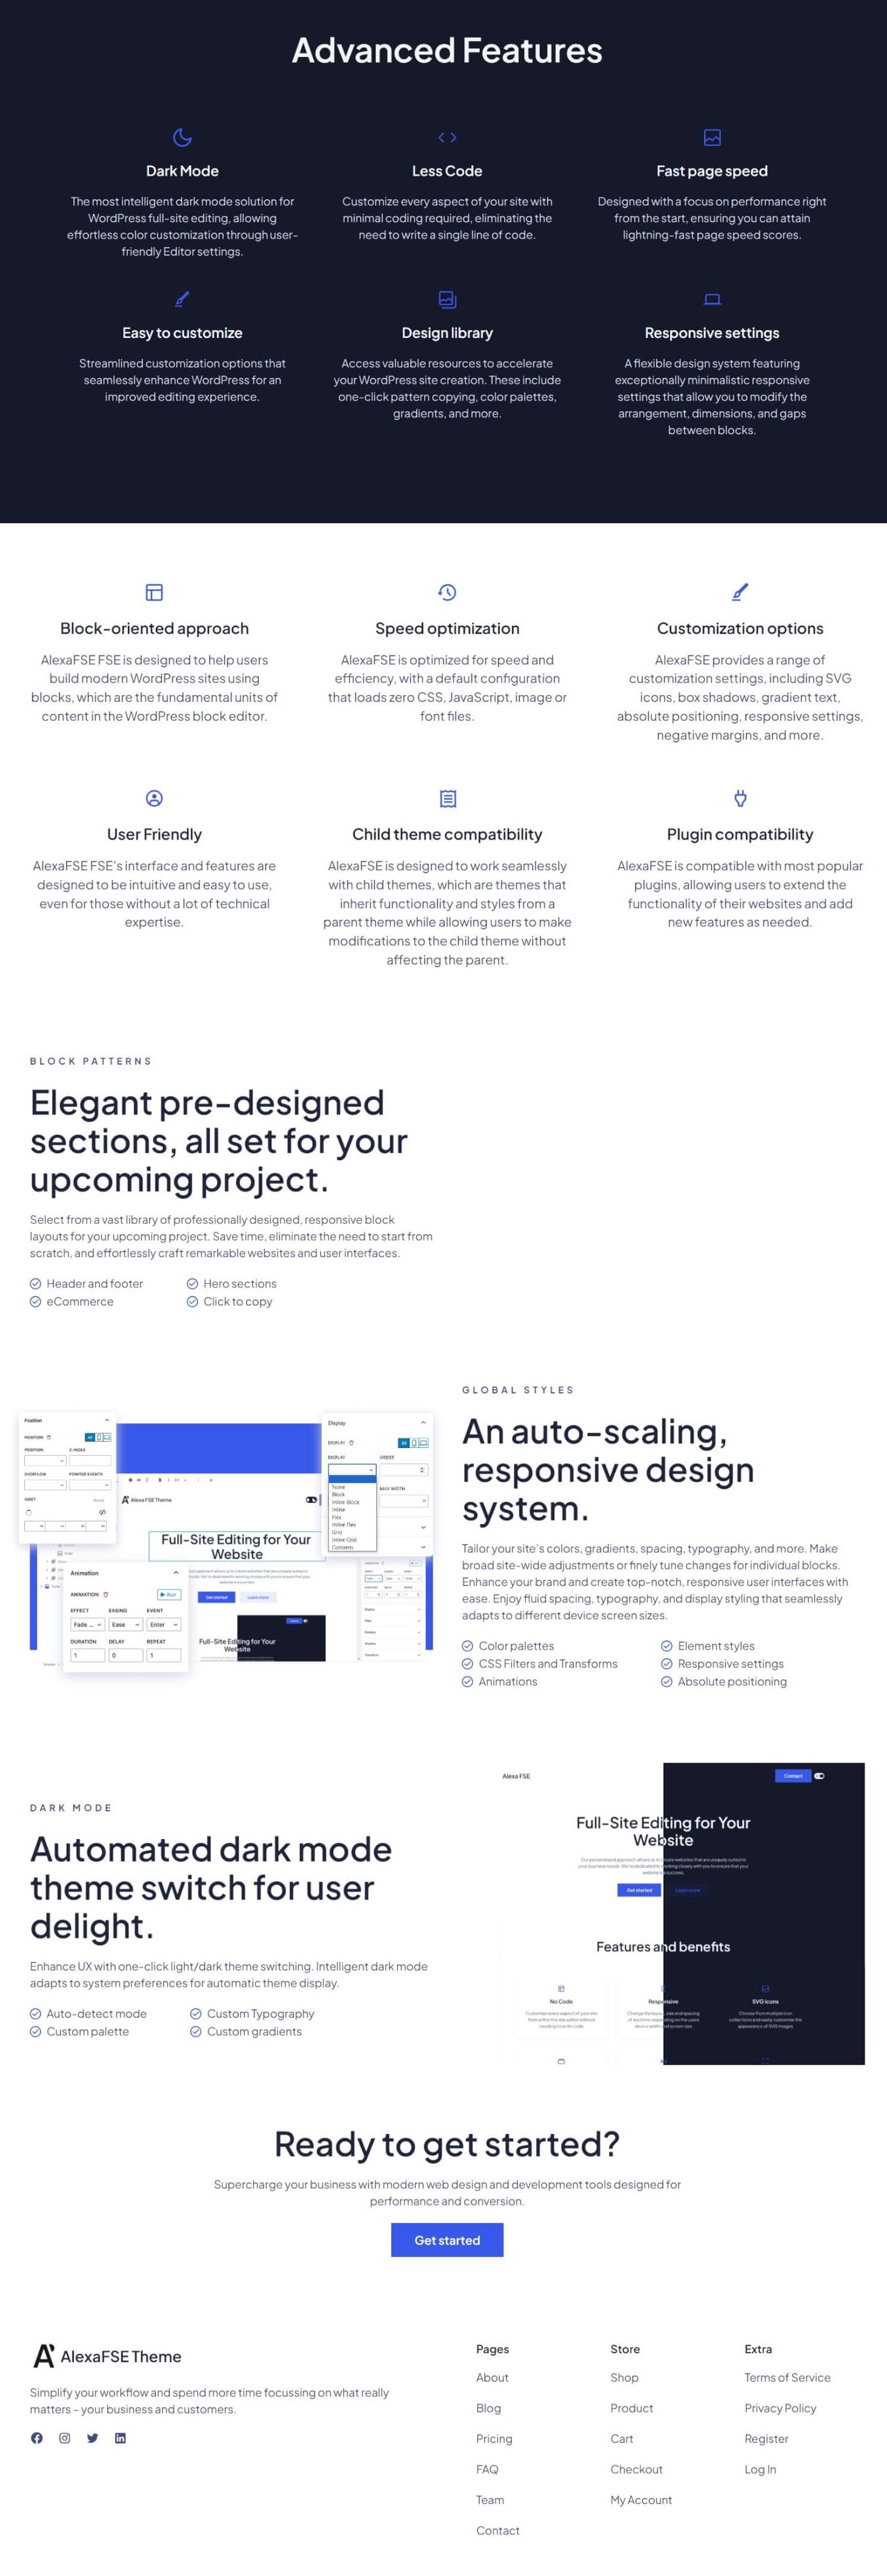 Advanced Features
Dark Mode
The most intelligent dark mode solution for
WordPress full-site editing, allowing
effortless color customization through user-
friendly Editor settings.
Less Code
Customize every aspect of your site with
minimal coding required, eliminating the
need to write a single line of code.
Fast page speed
Designed with a focus on performance right
from the start, ensuring you can attain
lightning-fast page speed scores.
Easy to customize
Streamlined customization options that
seamlessly enhance WordPress for an
improved editing experience.
Design library
Access valuable resources to accelerate
your WordPress site creation. These include
one-click pattern copying, color palettes,
gradients, and more.
Responsive settings
A flexible design system featuring
exceptionally minimalistic responsive
settings that allow you to modify the
arrangement, dimensions, and gaps
between blocks.
Block-oriented approach
AlexaFSE FSE is designed to help users
build modern WordPress sites using
blocks, which are the fundamental units of
content in the WordPress block editor.
Speed optimization
AlexaFSE is optimized for speed and
efficiency, with a default configuration
that loads zero CSS, JavaScript, image or
font files.
Customization options
AlexaFSE provides a range of
customization settings, including SVG
icons, box shadows, gradient text,
absolute positioning, responsive settings,
negative margins, and more.
User Friendly
AlexaFSE FSE's interface and features are
designed to be intuitive and easy to use,
even for those without a lot of technical
expertise.
Child theme compatibility
AlexaFSE is designed to work seamlessly
with child themes, which are themes that
inherit functionality and styles from a
parent theme while allowing users to make
modifications to the child theme without
affecting the parent.
Plugin compatibility
AlexaFSE is compatible with most popular
plugins, allowing users to extend the
functionality of their websites and add
new features as needed.
BLOCK PATTERNS
Elegant pre-designed
sections, all set for your
upcoming project.
Select from a vast library of professionally designed, responsive block
layouts for your upcoming project. Save time, eliminate the need to start from
scratch, and effortlessly craft remarkable websites and user interfaces.
Header and footer
Hero sections
eCommerce
Click to copy
Position
POSITION
All
POSITION
Z-INDEX
OVERFLOW
POINTER EVENTS
INSET
Display
DISPLAY
All
DISPLAY
ORDER
MAX WIDTH
None
Block
Inline Block
Inline
Flex
Inline Flex
Grid
Inline Grid
Contents
AlexaFSE Theme
Full-Site Editing for Your
Website
Get started
Learn more
Animation
ANIMATION
Run
EFFECT
EASING
EVENT
Fade ...
Ease
Enter
DURATION
DELAY
REPEAT
1
0
1
Full-Site Editing for Your
Website
GLOBAL STYLES
An auto-scaling,
responsive design
system.
Tailor your site's colors, gradients, spacing, typography, and more. Make
broad site-wide adjustments or finely tune changes for individual blocks.
Enhance your brand and create top-notch, responsive user interfaces with
ease. Enjoy fluid spacing, typography, and display styling that seamlessly
adapts to different device screen sizes.
Color palettes
Element styles
CSS Filters and Transforms
Responsive settings
Animations
Absolute positioning
DARK MODE
Automated dark mode
theme switch for user
delight.
Enhance UX with one-click light/dark theme switching. Intelligent dark mode
adapts to system preferences for automatic theme display.
Auto-detect mode
Custom Typography
Custom palette
Custom gradients
Alexa FSE
Contact
Full-Site Editing for Your
Website
Get started
Learn more
Features and benefits
No Code
Responsive
SVG Icons
Ready to get started?
Supercharge your business with modern web design and development tools designed for
performance and conversion.
Get started
AlexaFSE Theme
Simplify your workflow and spend more time focussing on what really
matters – your business and customers.
Pages
About
Blog
Pricing
FAQ
Team
Contact
Store
Shop
Product
Cart
Checkout
My Account
Extra
Terms of Service
Privacy Policy
Register
Log In